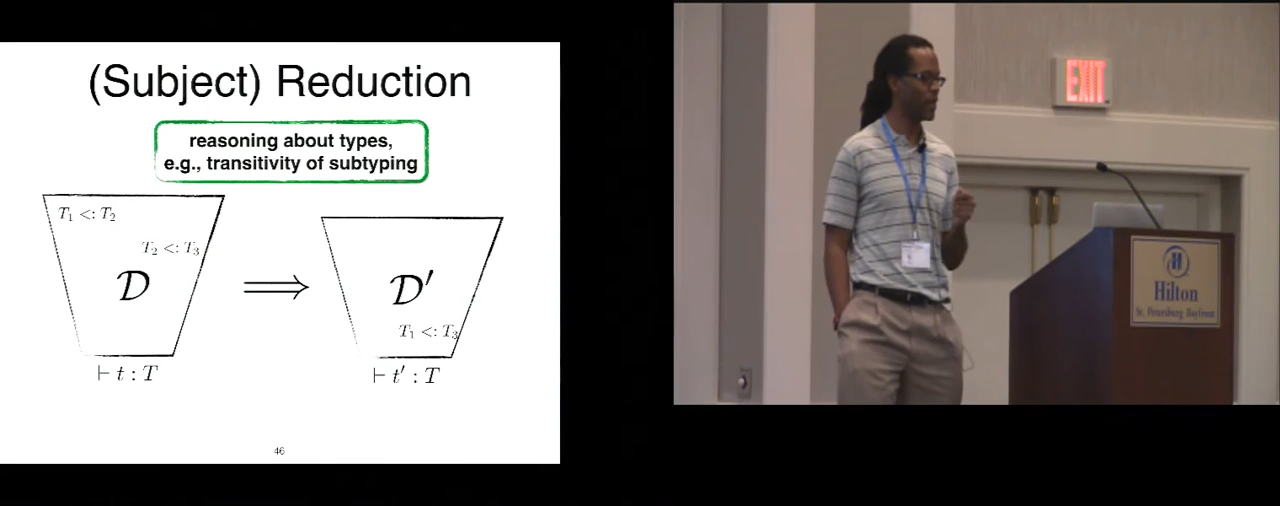 (Subject) Reduction
reasoning about types,
e.g., transitivity of subtyping
T₁ <: T₂
T₂ <: T₃
𝒟
⟹
𝒟′
T₁ <: T₃
⊢ t : T
⊢ t′ : T
46
EXIT
H
Hilton
St. Petersburg Bayfront